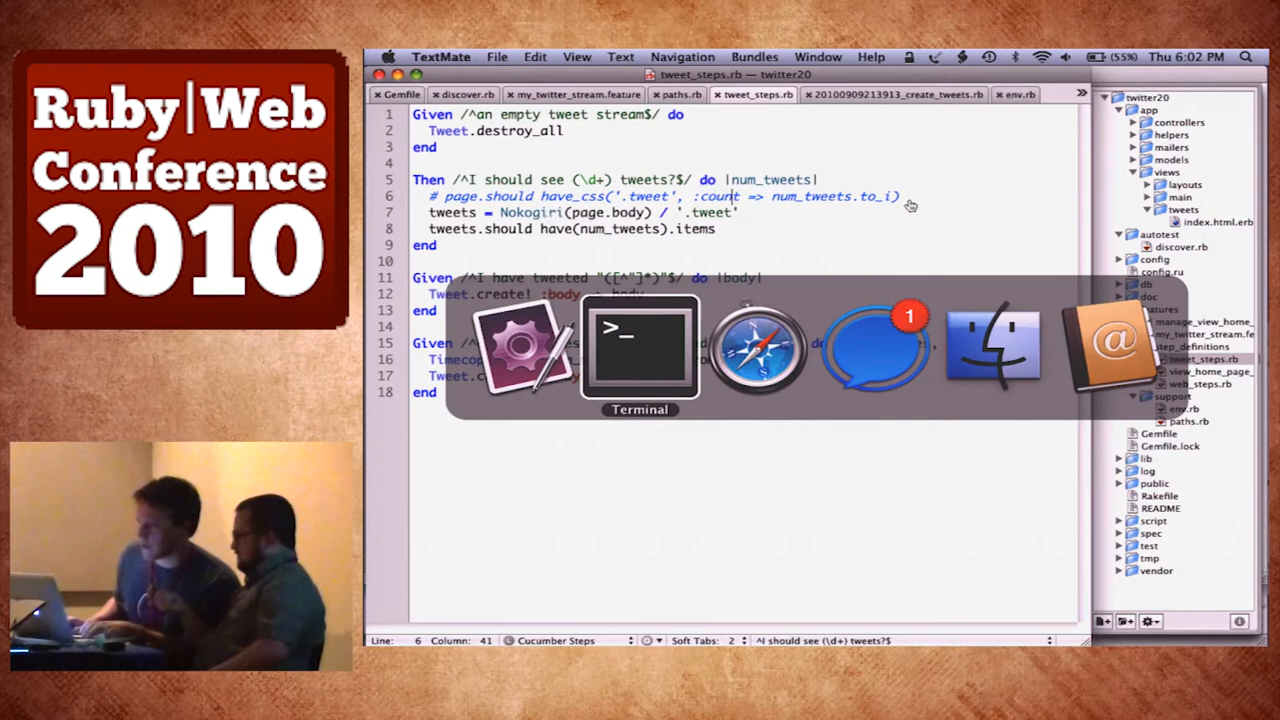 Ruby|Web
Conference
2010
TextMate File Edit View Text Navigation Bundles Window Help (55%) Thu 6:02 PM
tweet_steps.rb — twitter20
Gemfile discover.rb my_twitter_stream.feature paths.rb tweet_steps.rb 20100909213913_create_tweets.rb env.rb
1 Given /^an empty tweet stream$/ do
2 Tweet.destroy_all
3 end
4
5 Then /^I should see (\d+) tweets?$/ do |num_tweets|
6 # page.should have_css('.tweet', :count => num_tweets.to_i)
7 tweets = Nokogiri(page.body) / '.tweet'
8 tweets.should have(num_tweets).items
9 end
10
11 Given /^I have tweeted "([^"]*)"$/ do |body|
12 Tweet.create! :body => body
13 end
14
15 Given
16 Timecop
17 Tweet.c
18 end
>_
1
@
Terminal
twitter20
app
controllers
helpers
mailers
models
views
layouts
main
tweets
index.html.erb
autotest
discover.rb
config
config.ru
db
doc
features
manage_view_home_
my_twitter_stream.fe
step_definitions
tweet_steps.rb
view_home_page_
web_steps.rb
support
env.rb
paths.rb
Gemfile
Gemfile.lock
lib
log
public
Rakefile
README
script
spec
test
tmp
vendor
Line: 6 Column: 41 Cucumber Steps Soft Tabs: 2 ^I should see (\d+) tweets?$